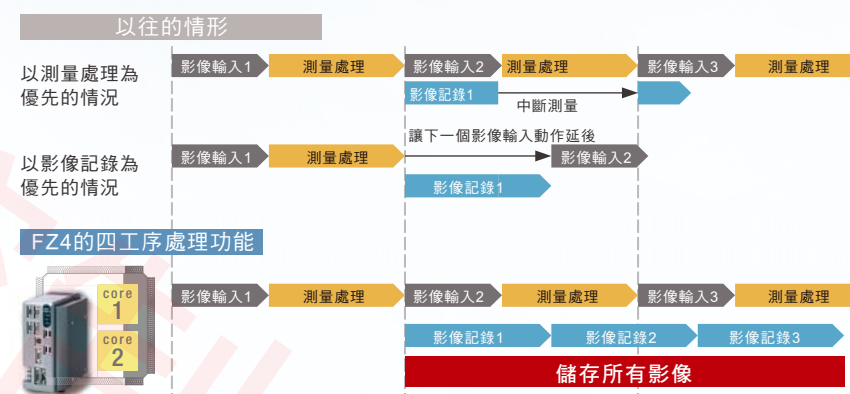 以往的情形
以測量處理為
優先的情況
影像輸入1 測量處理 影像輸入2 測量處理 影像輸入3 測量處理
影像記錄1 中斷測量
讓下一個影像輸入動作延後
以影像記錄為
優先的情況
影像輸入1 測量處理 影像輸入2
影像記錄1
FZ4的四工序處理功能
core
1
core
2
影像輸入1 測量處理 影像輸入2 測量處理 影像輸入3 測量處理
影像記錄1 影像記錄2 影像記錄3
儲存所有影像